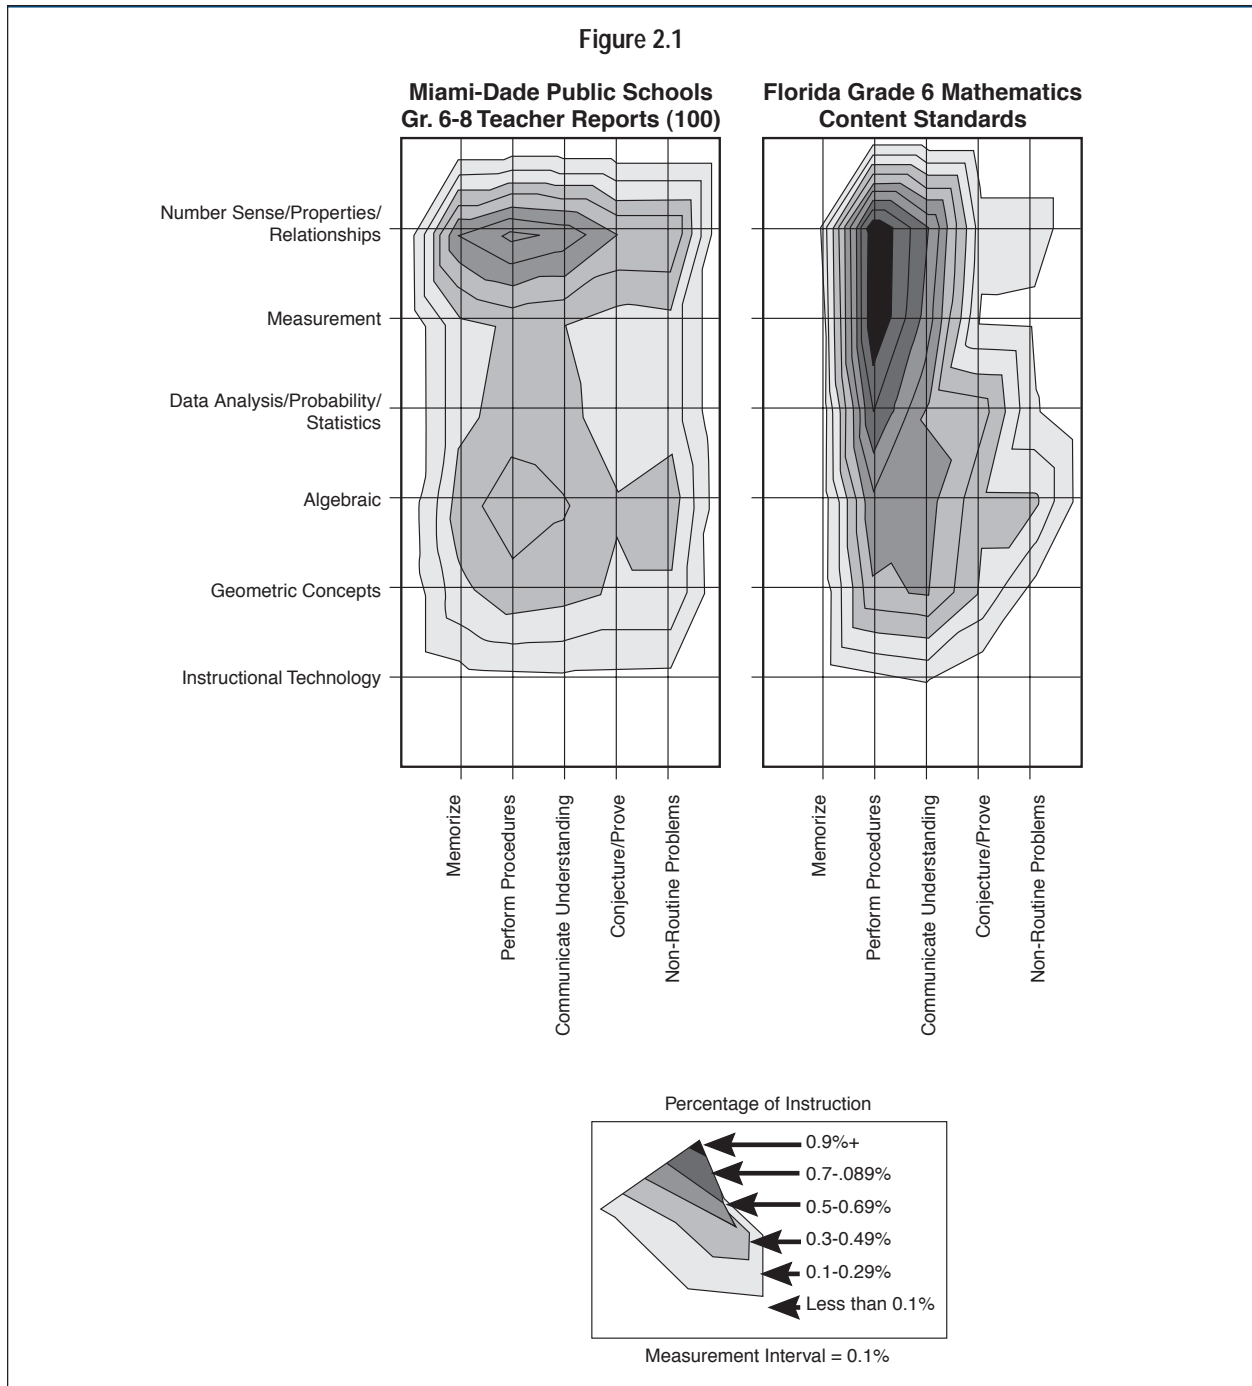 Figure 2.1
Miami-Dade Public Schools
Gr. 6-8 Teacher Reports (100)
Florida Grade 6 Mathematics
Content Standards
Number Sense/Properties/
Relationships
Measurement
Data Analysis/Probability/
Statistics
Algebraic
Geometric Concepts
Instructional Technology
Memorize
Perform Procedures
Communicate Understanding
Conjecture/Prove
Non-Routine Problems
Memorize
Perform Procedures
Communicate Understanding
Conjecture/Prove
Non-Routine Problems
Percentage of Instruction
0.9%+
0.7-.089%
0.5-0.69%
0.3-0.49%
0.1-0.29%
Less than 0.1%
Measurement Interval = 0.1%